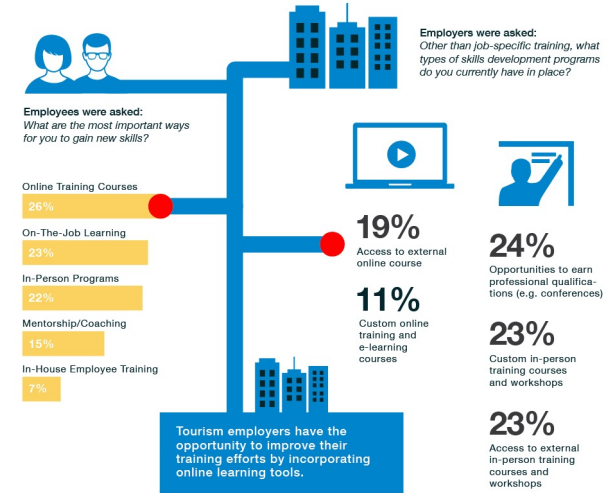 Employers were asked:
Other than job-specific training, what
types of skills development programs
do you currently have in place?
Employees were asked:
What are the most important ways
for you to gain new skills?
Online Training Courses
26%
On-The-Job Learning
23%
In-Person Programs
22%
Mentorship/Coaching
15%
In-House Employee Training
7%
19%
Access to external
online course
11%
Custom online
training and
e-learning
courses
24%
Opportunities to earn
professional qualifica-
tions (e.g. conferences)
23%
Custom in-person
training courses
and workshops
23%
Access to external
in-person training
courses and
workshops
Tourism employers have the
opportunity to improve their
training efforts by incorporating
online learning tools.